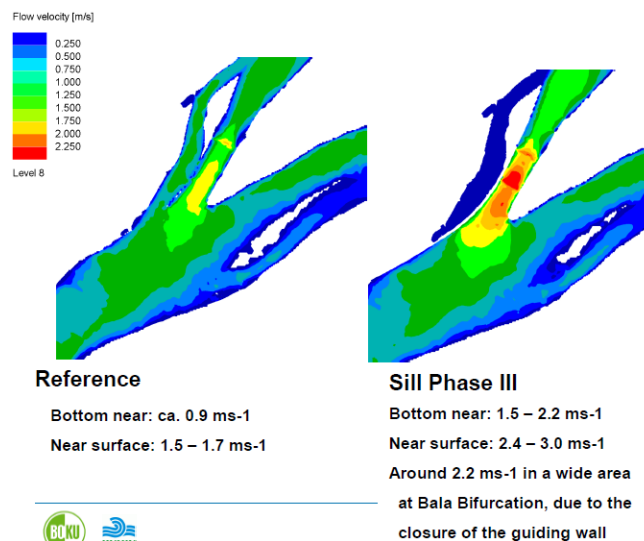 Flow velocity [m/s]
0.250
0.500
0.750
1.000
1.250
1.500
1.750
2.000
2.250
Level 8
Reference
Bottom near: ca. 0.9 ms-1
Near surface: 1.5 – 1.7 ms-1
Sill Phase III
Bottom near: 1.5 – 2.2 ms-1
Near surface: 2.4 – 3.0 ms-1
Around 2.2 ms-1 in a wide area
at Bala Bifurcation, due to the
closure of the guiding wall
BOKU